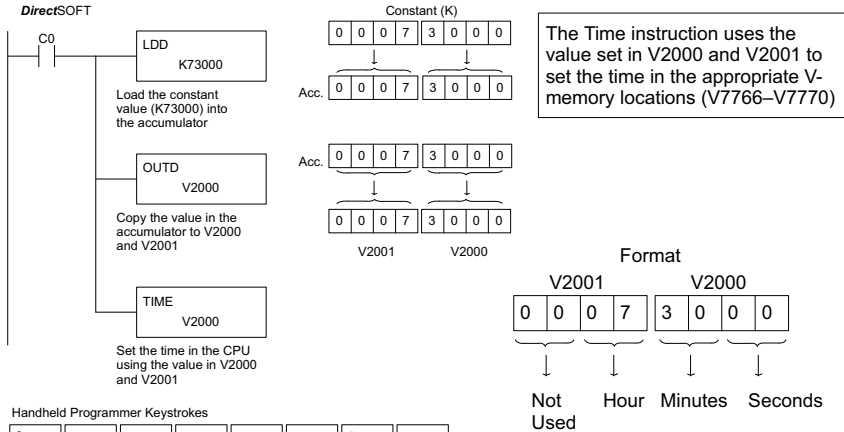 DirectSOFT
C0
LDD
K73000
Load the constant
value (K73000) into
the accumulator
OUTD
V2000
Copy the value in the
accumulator to V2000
and V2001
TIME
V2000
Set the time in the CPU
using the value in V2000
and V2001
Constant (K)
0 0 0 7 3 0 0 0
Acc. 0 0 0 7 3 0 0 0
Acc. 0 0 0 7 3 0 0 0
0 0 0 7 3 0 0 0
V2001 V2000
The Time instruction uses the
value set in V2000 and V2001 to
set the time in the appropriate V-
memory locations (V7766–V7770)
Format
V2001 V2000
0 0 0 7 3 0 0 0
Not Hour Minutes Seconds
Used
Handheld Programmer Keystrokes